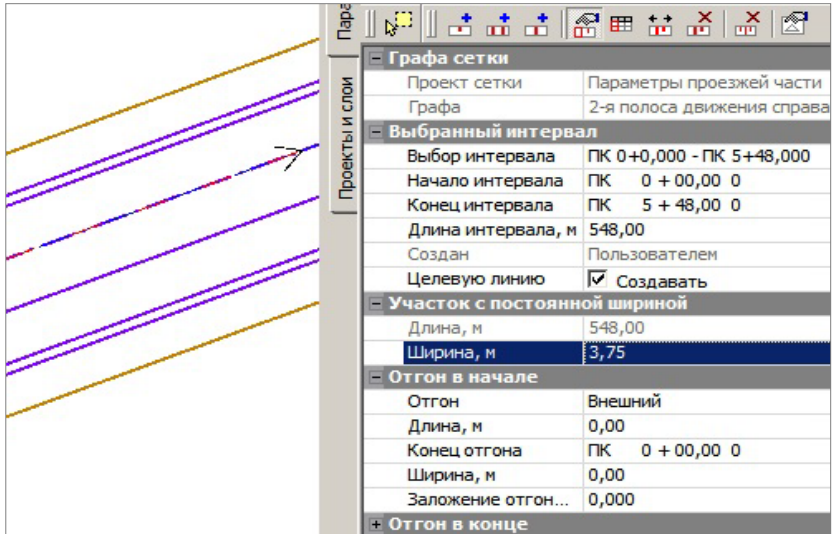 Пара
Проекты и слои
Графа сетки
Проект сетки Параметры проезжей части
Графа 2-я полоса движения справа
Выбранный интервал
Выбор интервала ПК 0+0,000 - ПК 5+48,000
Начало интервала ПК 0 + 00,00 0
Конец интервала ПК 5 + 48,00 0
Длина интервала, м 548,00
Создан Пользователем
Целевую линию Создавать
Участок с постоянной шириной
Длина, м 548,00
Ширина, м 3,75
Отгон в начале
Отгон Внешний
Длина, м 0,00
Конец отгона ПК 0 + 00,00 0
Ширина, м 0,00
Заложение отгон... 0,000
Отгон в конце